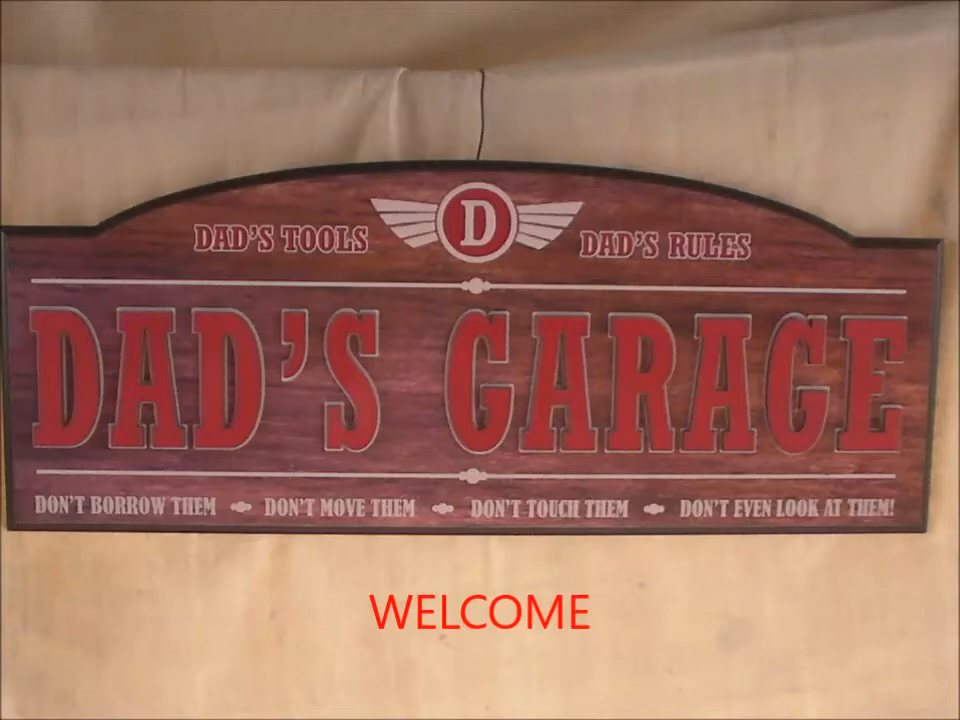 DAD'S TOOLS D DAD'S RULES
DAD'S GARAGE
DON'T BORROW THEM DON'T MOVE THEM DON'T TOUCH THEM DON'T EVEN LOOK AT THEM!
WELCOME